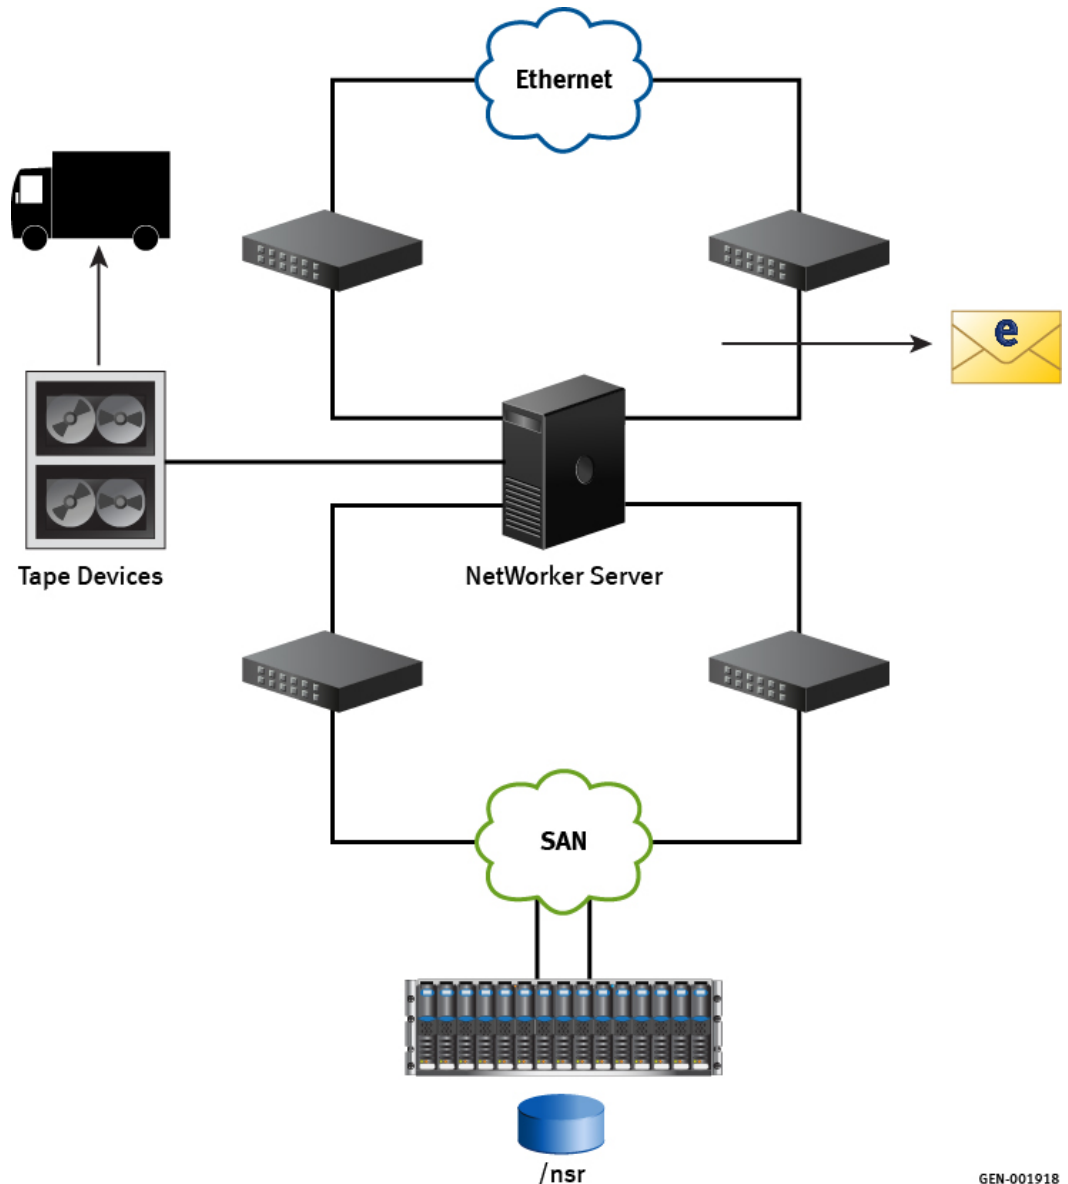 Ethernet
e
Tape Devices
NetWorker Server
SAN
/nsr
GEN-001918